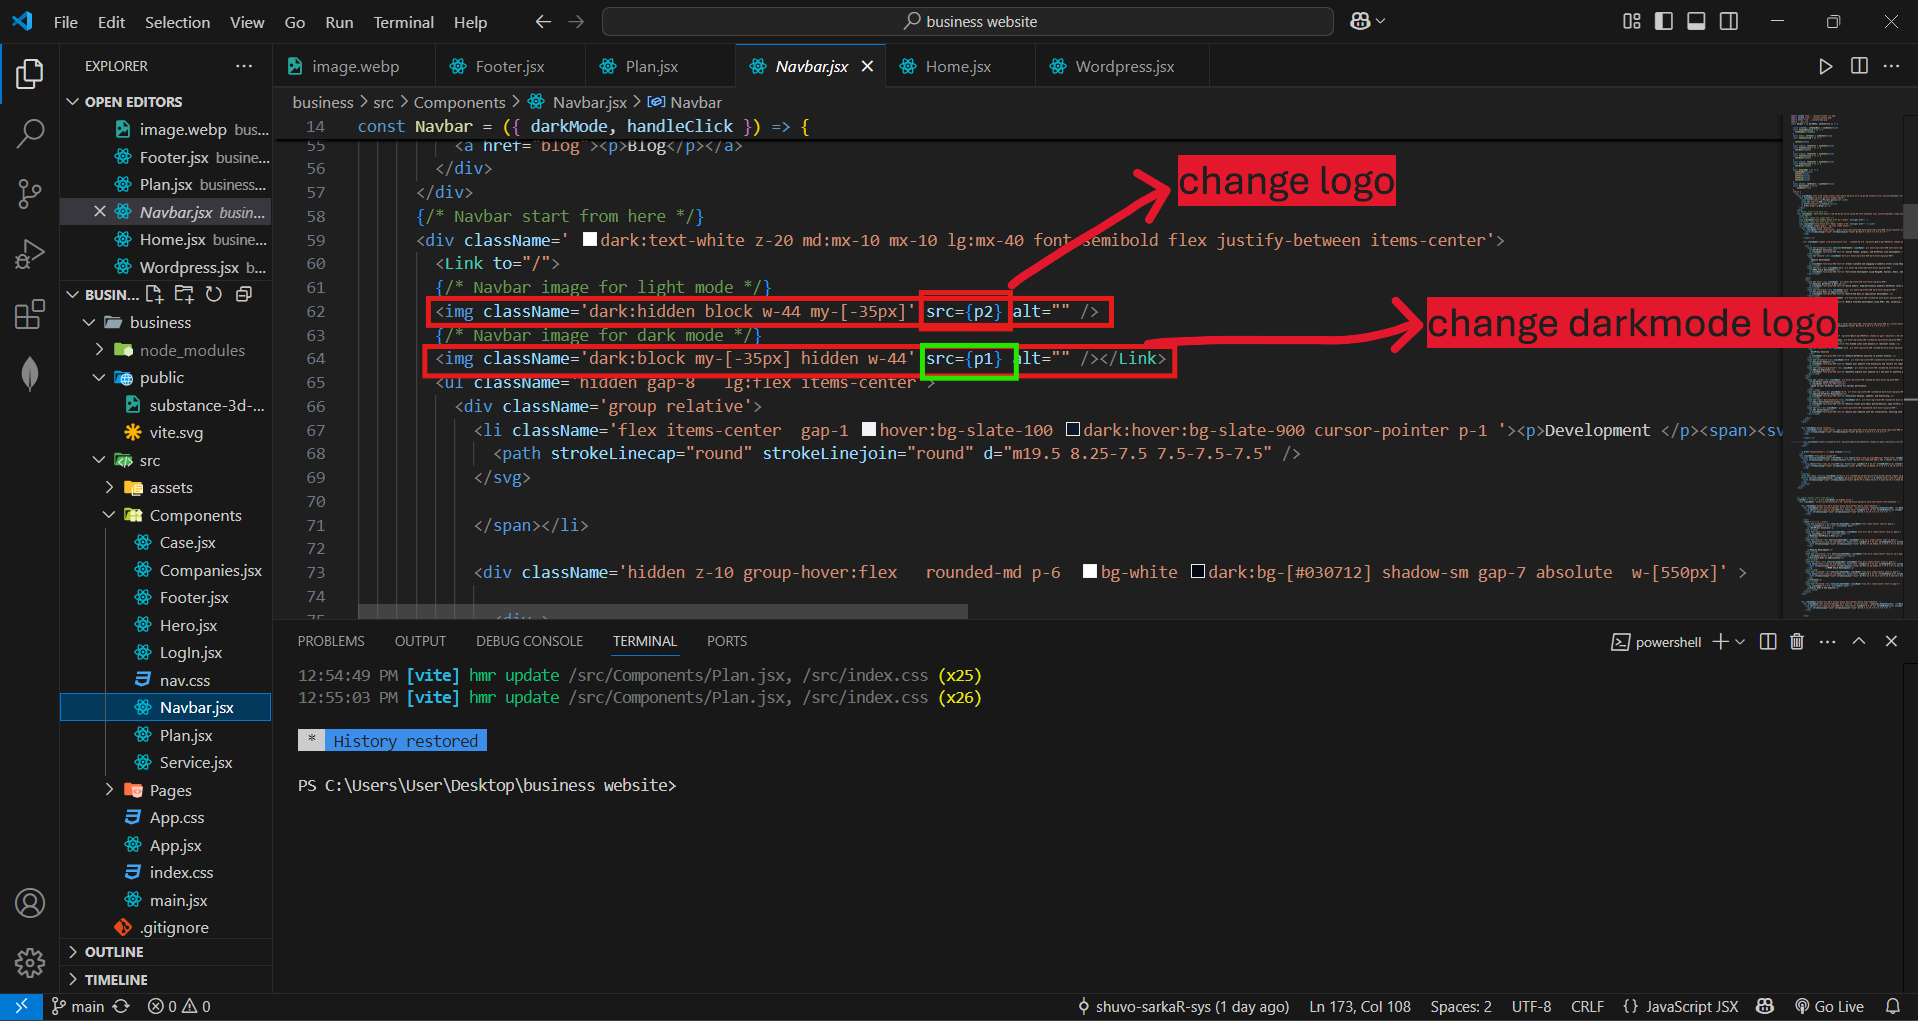 File Edit Selection View Go Run Terminal Help
business website
EXPLORER
image.webp
Footer.jsx
Plan.jsx
Navbar.jsx
Home.jsx
Wordpress.jsx
OPEN EDITORS
image.webp bus...
Footer.jsx busine...
Plan.jsx business...
Navbar.jsx busin...
Home.jsx busine...
Wordpress.jsx b...
BUSIN...
business
node_modules
public
substance-3d-...
vite.svg
src
assets
Components
Case.jsx
Companies.jsx
Footer.jsx
Hero.jsx
LogIn.jsx
nav.css
Navbar.jsx
Plan.jsx
Service.jsx
Pages
App.css
App.jsx
index.css
main.jsx
.gitignore
OUTLINE
TIMELINE
business > src > Components > Navbar.jsx > Navbar
14 const Navbar = ({ darkMode, handleClick }) => {
55 <a href="blog"><p>Blog</p></a>
56 </div>
57 </div>
58 {/* Navbar start from here */}
59 <div className=' dark:text-white z-20 md:mx-10 mx-10 lg:mx-40 font-semibold flex justify-between items-center'>
60 <Link to="/">
61 {/* Navbar image for light mode */}
62 <img className='dark:hidden block w-44 my-[-35px]' src={p2} alt="" />
63 {/* Navbar image for dark mode */}
64 <img className='dark:block my-[-35px] hidden w-44' src={p1} alt="" /></Link>
65 <ul className='hidden gap-8 lg:flex items-center'>
66 <div className='group relative'>
67 <li className='flex items-center gap-1 hover:bg-slate-100 dark:hover:bg-slate-900 cursor-pointer p-1 '><p>Development </p><span><sv
68 <path strokeLinecap="round" strokeLinejoin="round" d="m19.5 8.25-7.5 7.5-7.5-7.5" />
69 </svg>
70
71 </span></li>
72
73 <div className='hidden z-10 group-hover:flex rounded-md p-6 bg-white dark:bg-[#030712] shadow-sm gap-7 absolute w-[550px]' >
74
75 <div >
change logo
change darkmode logo
PROBLEMS OUTPUT DEBUG CONSOLE TERMINAL PORTS
powershell
12:54:49 PM [vite] hmr update /src/Components/Plan.jsx, /src/index.css (x25)
12:55:03 PM [vite] hmr update /src/Components/Plan.jsx, /src/index.css (x26)
* History restored
PS C:\Users\User\Desktop\business website>
main 0 0
shuvo-sarkaR-sys (1 day ago) Ln 173, Col 108 Spaces: 2 UTF-8 CRLF {} JavaScript JSX Go Live